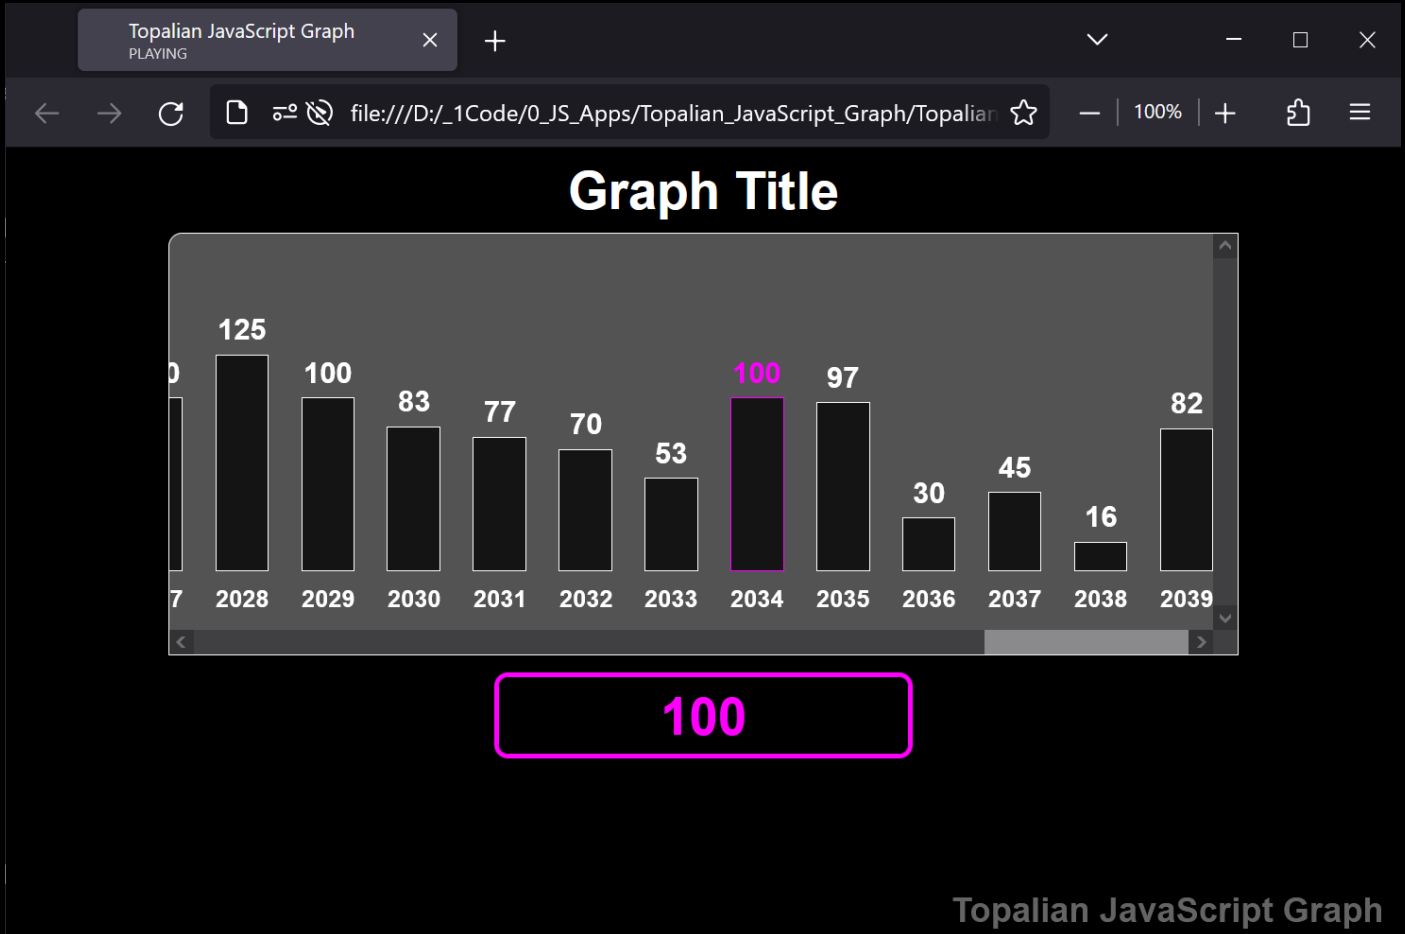 Topalian JavaScript Graph
PLAYING
file:///D:/_1Code/0_JS_Apps/Topalian_JavaScript_Graph/Topalian
100%
Graph Title
0 125 100 83 77 70 53 100 97 30 45 16 82
7 2028 2029 2030 2031 2032 2033 2034 2035 2036 2037 2038 2039
100
Topalian JavaScript Graph